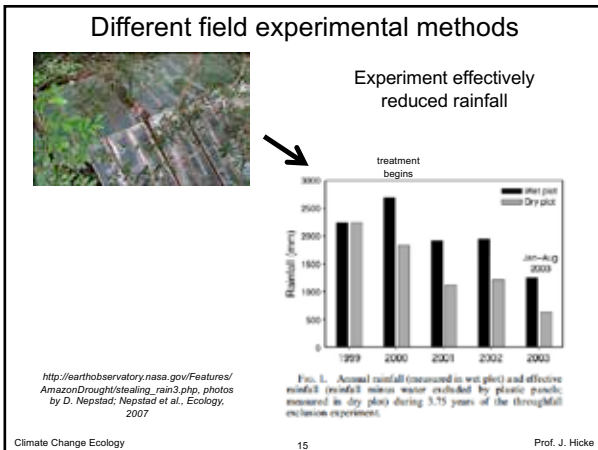 Different field experimental methods
Experiment effectively
reduced rainfall
treatment
begins
3000
2500
2000
1500
1000
500
0
Rainfall (mm)
Wet plot
Dry plot
Jan–Aug
2003
1999 2000 2001 2002 2003
FIG. 1. Annual rainfall (measured in wet plot) and effective
rainfall (rainfall minus water excluded by plastic panels;
measured in dry plot) during 3.75 years of the throughfall
exclusion experiment.
http://earthobservatory.nasa.gov/Features/
AmazonDrought/stealing_rain3.php, photos
by D. Nepstad; Nepstad et al., Ecology,
2007
Climate Change Ecology 15 Prof. J. Hicke